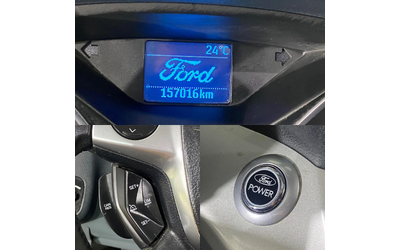 24°C
Ford
157016km
SET+
SET-
Ford
POWER